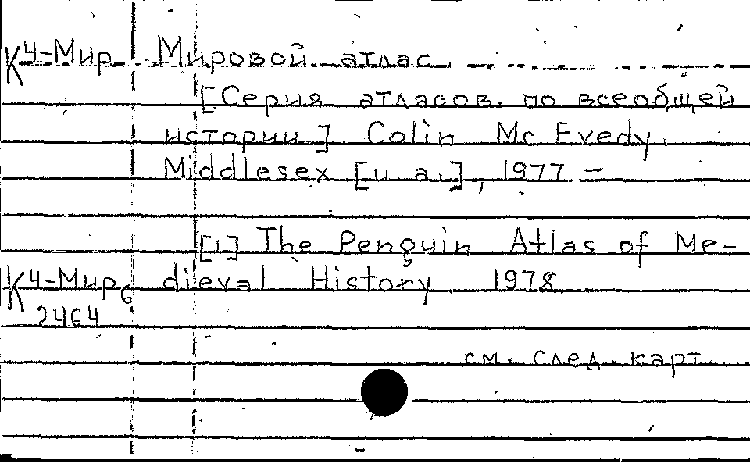 К4-Мир Мировой атлас
[Серия атласов по всеобщей
истории] Colin Mc Evedy.
Middlesex [и а.], 1977 –
[1] The Penguin Atlas of Me-
К4-Мир6 dieval History 1978
2464
см. след. карт.